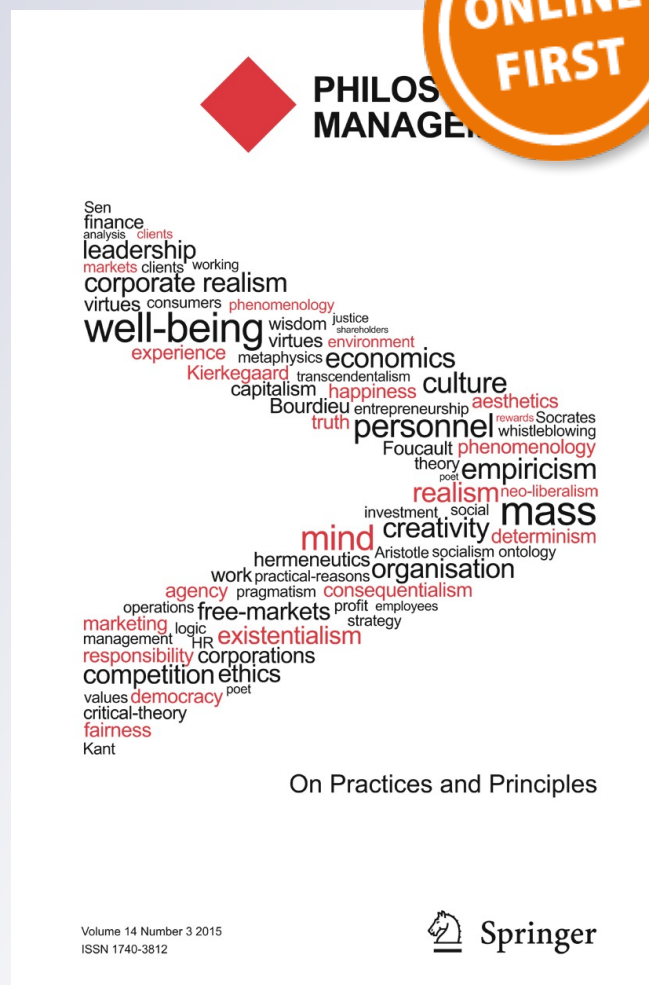 ONLINE
FIRST
PHILOS
MANAGE
Sen
finance
analysis clients
leadership
markets clients working
corporate realism
virtues consumers phenomenology
well-being wisdom justice
shareholders
virtues environment
experience metaphysics economics
Kierkegaard transcendentalism
capitalism happiness culture
Bourdieu entrepreneurship aesthetics
truth personnel rewards Socrates
whistleblowing
Foucault phenomenology
theory poet empiricism
realism neo-liberalism
investment social mass
mind creativity determinism
hermeneutics Aristotle socialism ontology
work practical-reasons organisation
agency pragmatism consequentialism
operations free-markets profit employees
marketing logic strategy
management HR existentialism
responsibility corporations
competition ethics
values democracy poet
critical-theory
fairness
Kant
On Practices and Principles
Volume 14 Number 3 2015
ISSN 1740-3812
Springer